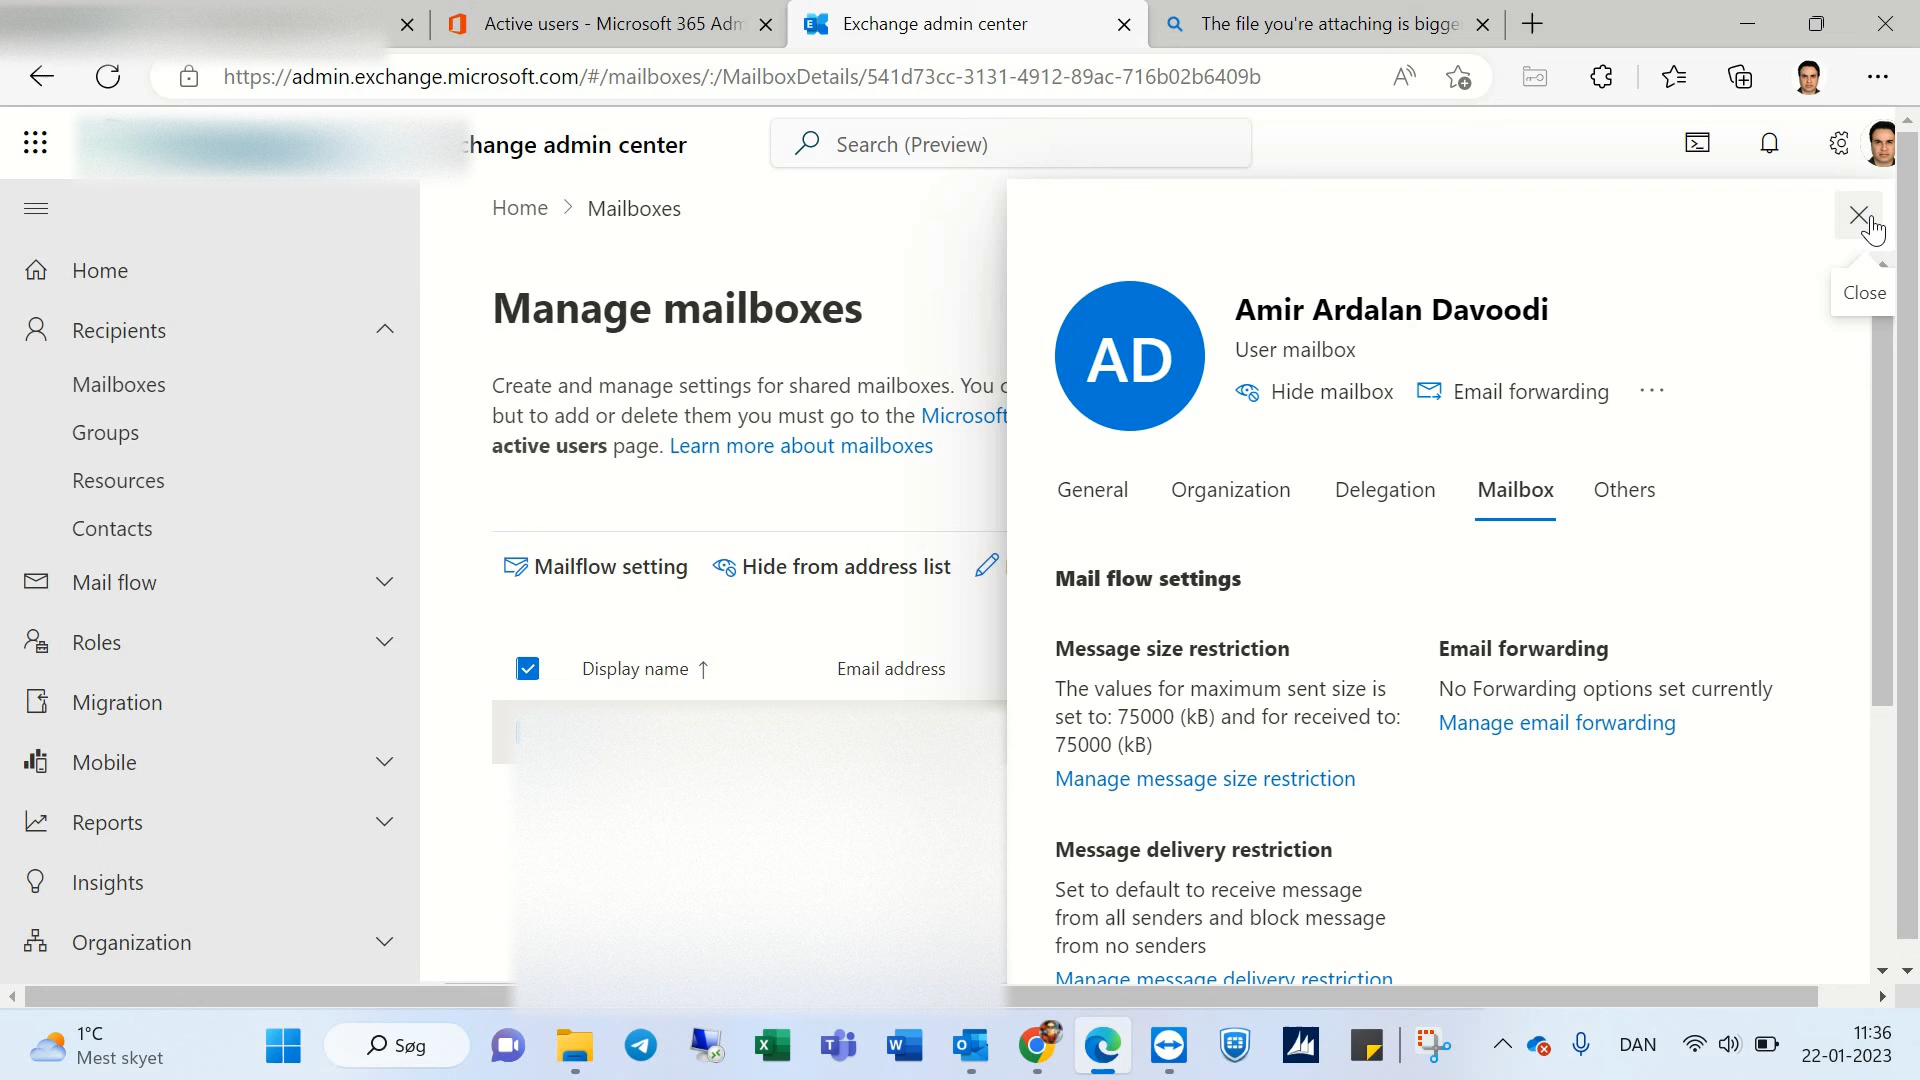 Active users - Microsoft 365 Adm
Exchange admin center
The file you're attaching is bigge
https://admin.exchange.microsoft.com/#/mailboxes/:/MailboxDetails/541d73cc-3131-4912-89ac-716b02b6409b
change admin center
Search (Preview)
Home
Recipients
Mailboxes
Groups
Resources
Contacts
Mail flow
Roles
Migration
Mobile
Reports
Insights
Organization
Home > Mailboxes
Manage mailboxes
Create and manage settings for shared mailboxes. You c
but to add or delete them you must go to the Microsoft
active users page. Learn more about mailboxes
Mailflow setting
Hide from address list
Display name ↑
Email address
Close
AD
Amir Ardalan Davoodi
User mailbox
Hide mailbox
Email forwarding
General
Organization
Delegation
Mailbox
Others
Mail flow settings
Message size restriction
The values for maximum sent size is
set to: 75000 (kB) and for received to:
75000 (kB)
Manage message size restriction
Email forwarding
No Forwarding options set currently
Manage email forwarding
Message delivery restriction
Set to default to receive message
from all senders and block message
from no senders
Manage message delivery restriction
1°C
Mest skyet
Søg
DAN
11:36
22-01-2023